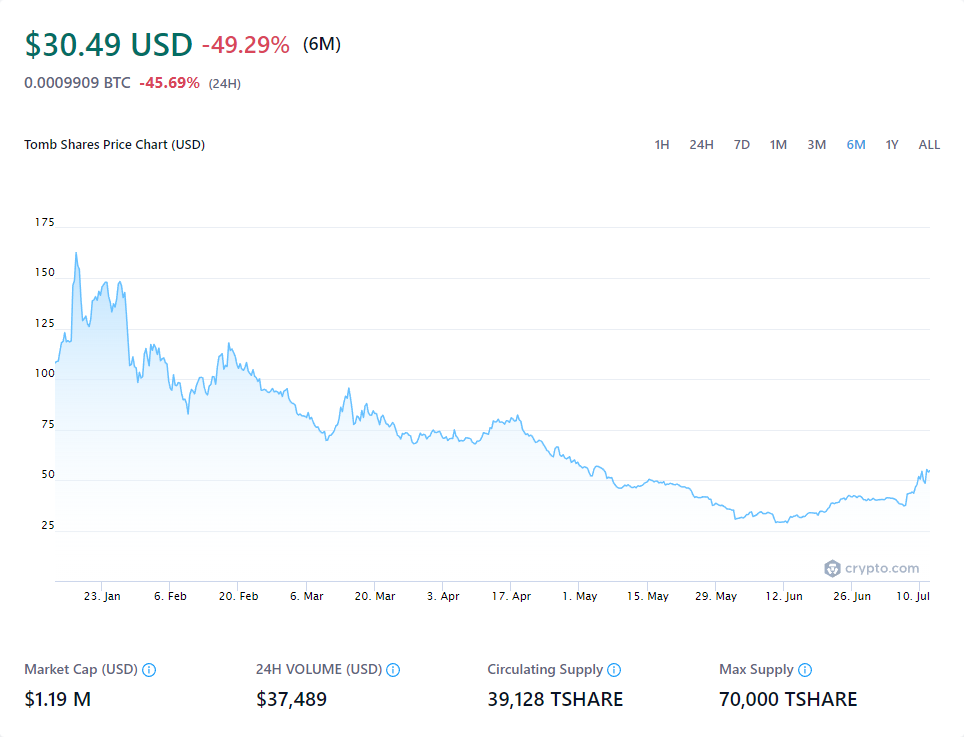 $30.49 USD -49.29% (6M)
0.0009909 BTC -45.69% (24H)
Tomb Shares Price Chart (USD) 1H 24H 7D 1M 3M 6M 1Y ALL
175
150
125
100
75
50
25
crypto.com
23. Jan 6. Feb 20. Feb 6. Mar 20. Mar 3. Apr 17. Apr 1. May 15. May 29. May 12. Jun 26. Jun 10. Jul
Market Cap (USD) 24H VOLUME (USD) Circulating Supply Max Supply
$1.19 M $37,489 39,128 TSHARE 70,000 TSHARE